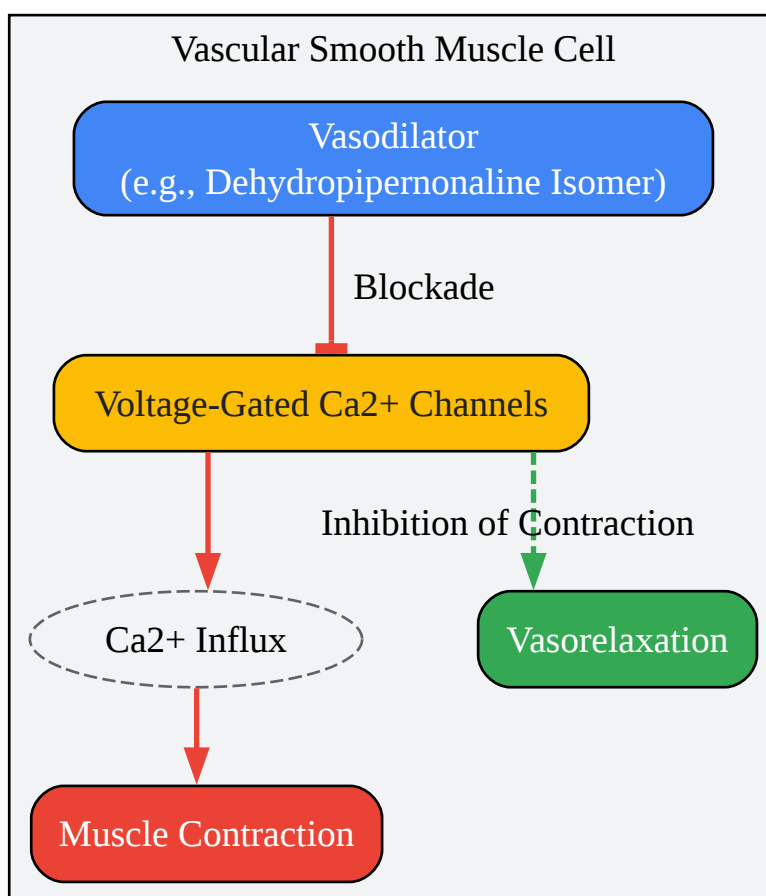 Vascular Smooth Muscle Cell
Vasodilator
(e.g., Dehydropipernonaline Isomer)
Blockade
Voltage-Gated Ca2+ Channels
Inhibition of Contraction
Ca2+ Influx
Vasorelaxation
Muscle Contraction